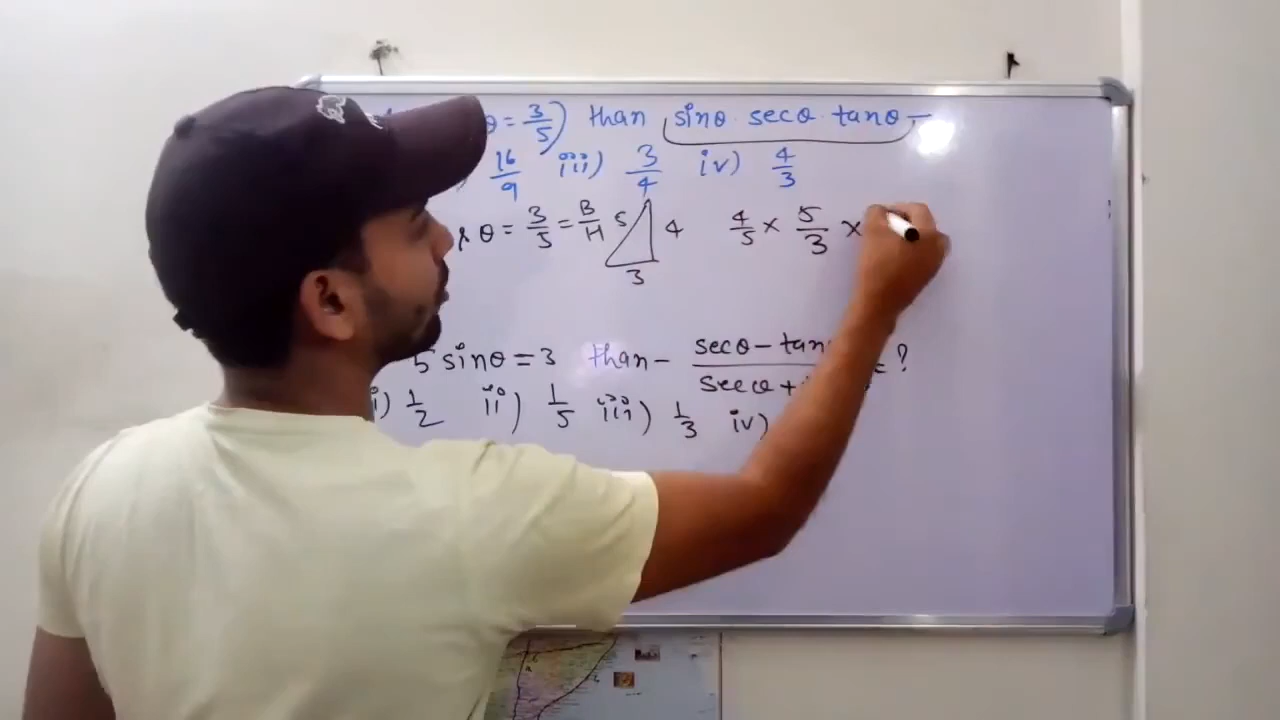 θ = 3/5) than sinθ · secθ · tanθ -
16/9 iii) 3/4 iv) 4/3
θ = 3/5 = B/H 5 4 3 4/5 × 5/3 ×
5 sinθ = 3 than - secθ - tan / secθ + = ?
i) 1/2 ii) 1/5 iii) 1/3 iv)